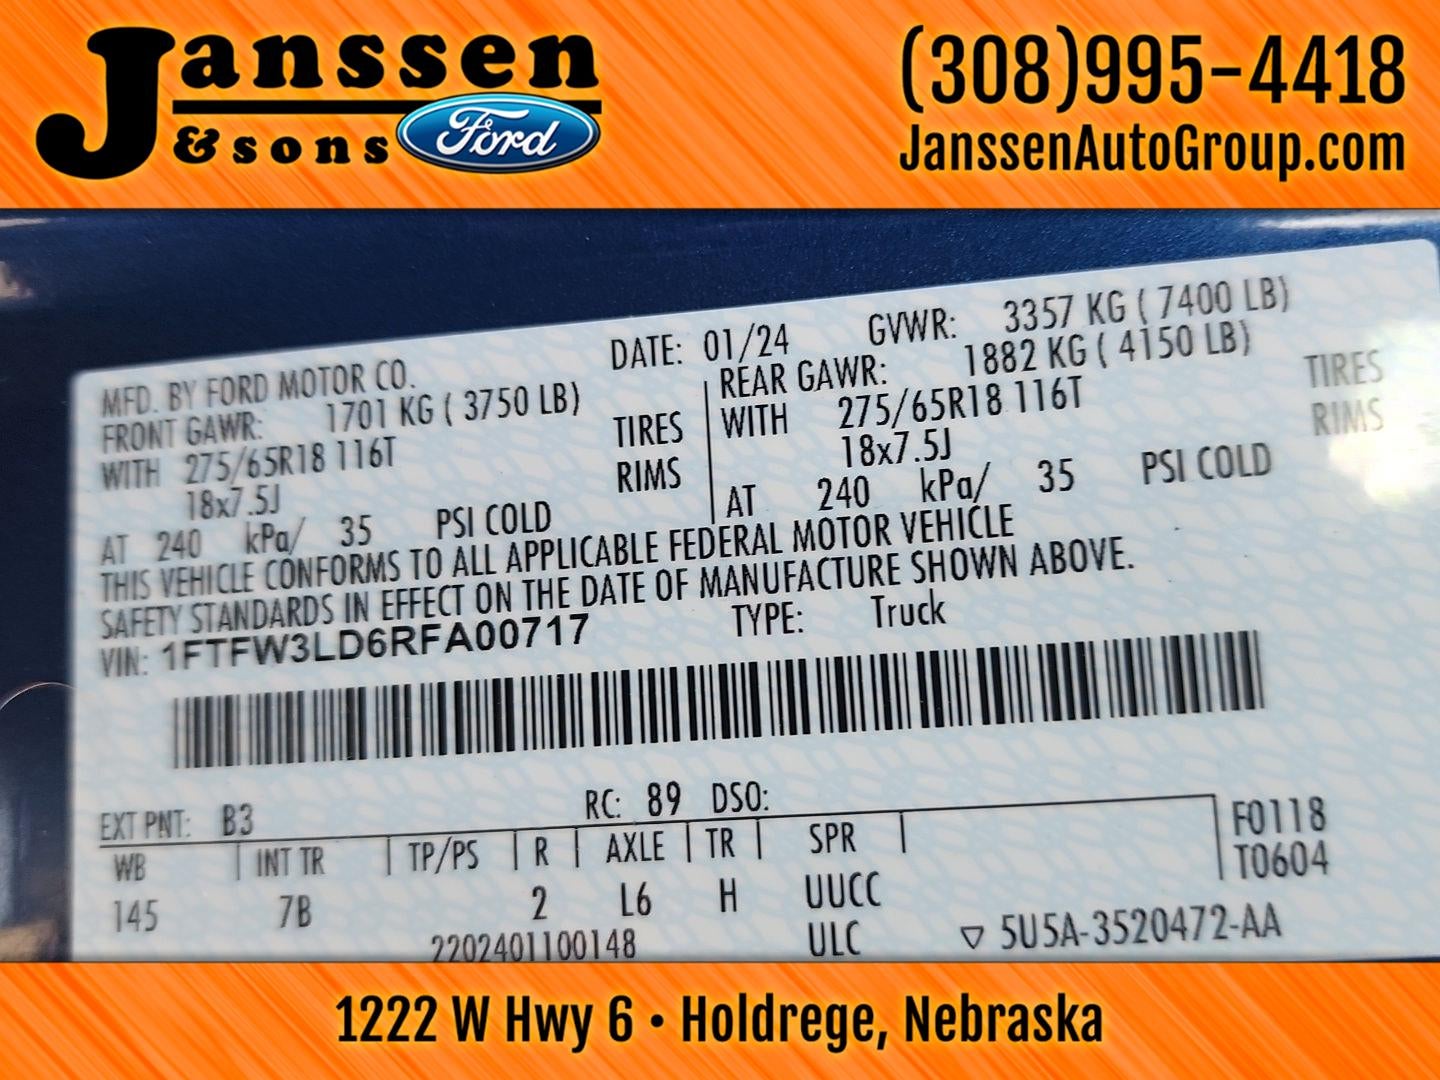 Janssen
& sons
Ford
(308)995-4418
JanssenAutoGroup.com
MFD. BY FORD MOTOR CO.
DATE: 01/24
GVWR: 3357 KG ( 7400 LB)
FRONT GAWR: 1701 KG ( 3750 LB)
WITH 275/65R18 116T TIRES
18x7.5J RIMS
AT 240 kPa/ 35 PSI COLD
REAR GAWR: 1882 KG ( 4150 LB)
WITH 275/65R18 116T TIRES
18x7.5J RIMS
AT 240 kPa/ 35 PSI COLD
THIS VEHICLE CONFORMS TO ALL APPLICABLE FEDERAL MOTOR VEHICLE
SAFETY STANDARDS IN EFFECT ON THE DATE OF MANUFACTURE SHOWN ABOVE.
VIN: 1FTFW3LD6RFA00717
TYPE: Truck
EXT PNT: B3 RC: 89 DSO:
WB INT TR TP/PS R AXLE TR SPR F0118
T0604
145 7B 2 L6 H UUCC
2202401100148 ULC ▽ 5U5A-3520472-AA
1222 W Hwy 6 • Holdrege, Nebraska